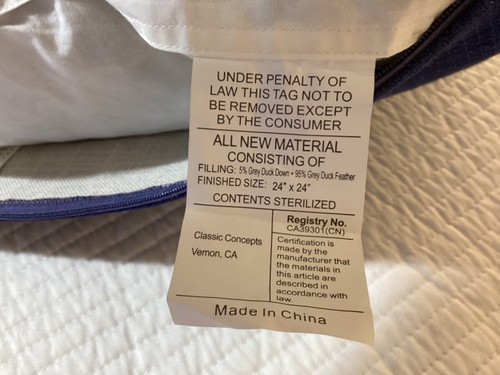 UNDER PENALTY OF
LAW THIS TAG NOT TO
BE REMOVED EXCEPT
BY THE CONSUMER
ALL NEW MATERIAL
CONSISTING OF
FILLING: 5% Grey Duck Down + 95% Grey Duck Feather
FINISHED SIZE: 24" x 24"
CONTENTS STERILIZED
Classic Concepts
Vernon, CA
Registry No.
CA39301(CN)
Certification is
made by the
manufacturer that
the materials in
this article are
described in
accordance with
law.
Made In China